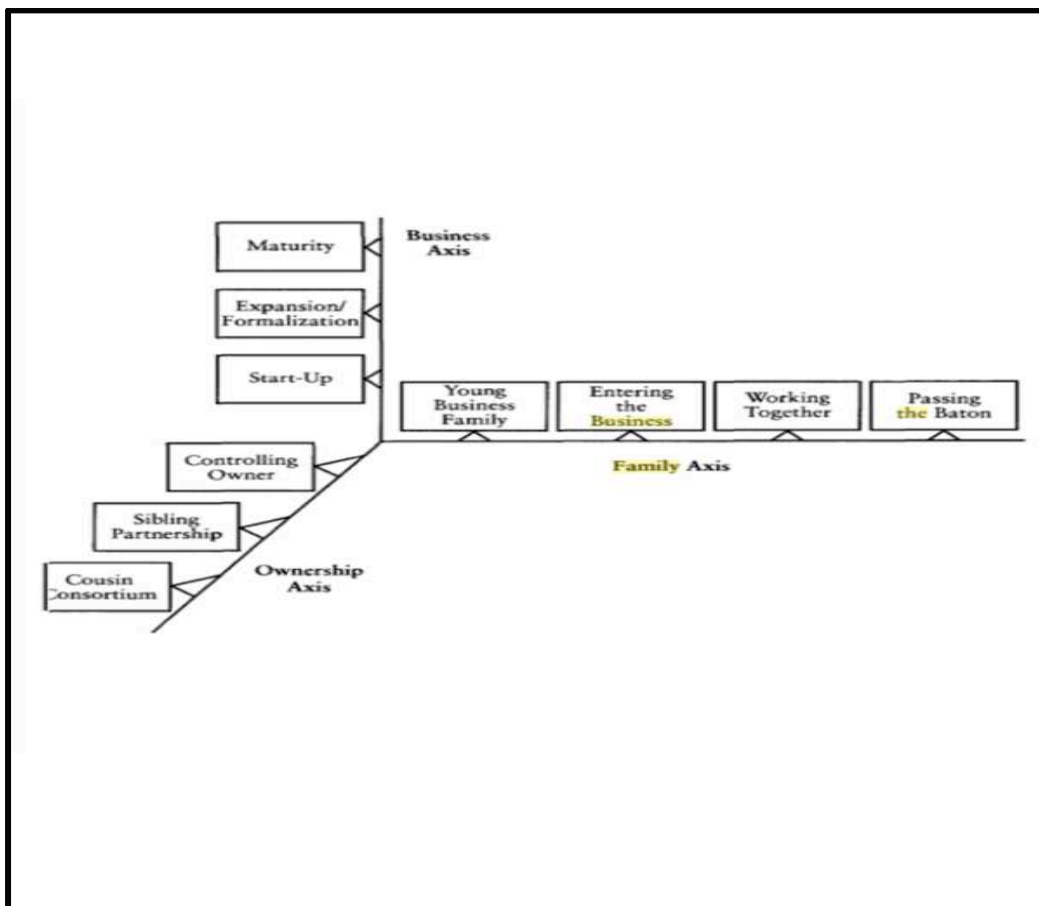 Maturity
Business
Axis
Expansion/
Formalization
Start-Up
Young
Business
Family
Entering
the
Business
Working
Together
Passing
the Baton
Family Axis
Controlling
Owner
Sibling
Partnership
Ownership
Axis
Cousin
Consortium